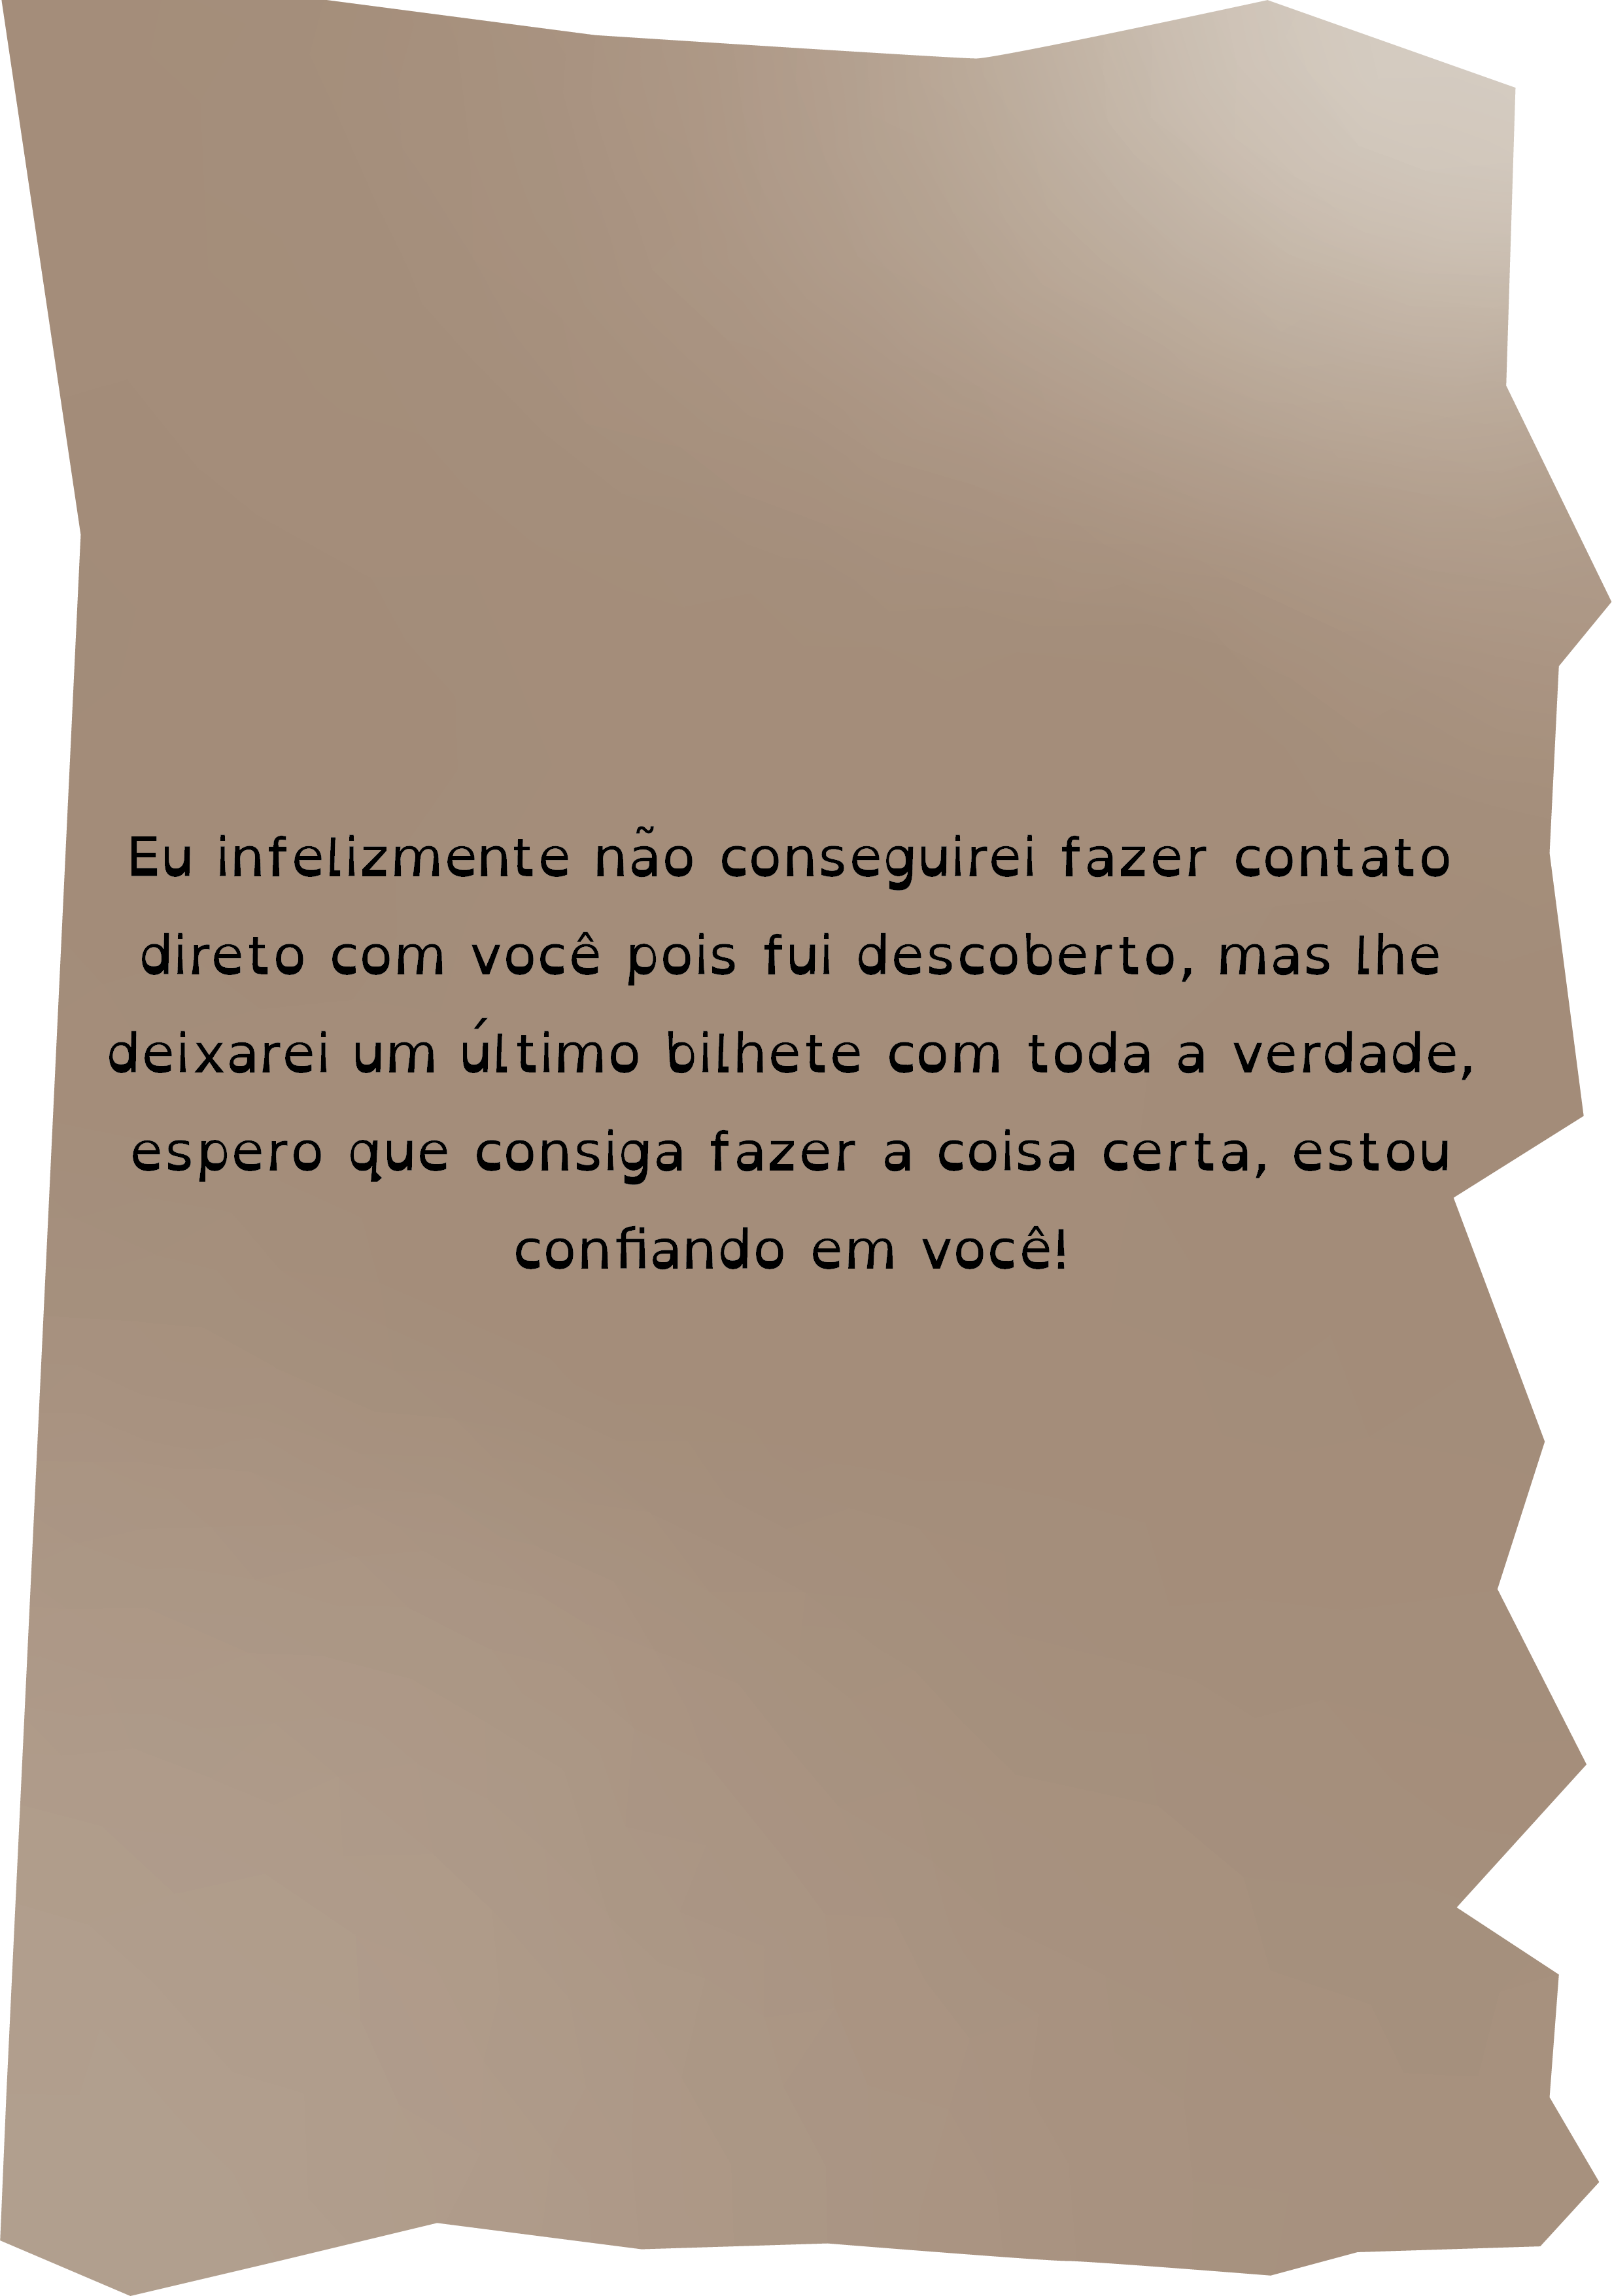 Eu infelizmente não conseguirei fazer contato
direto com você pois fui descoberto, mas lhe
deixarei um último bilhete com toda a verdade,
espero que consiga fazer a coisa certa, estou
confiando em você!